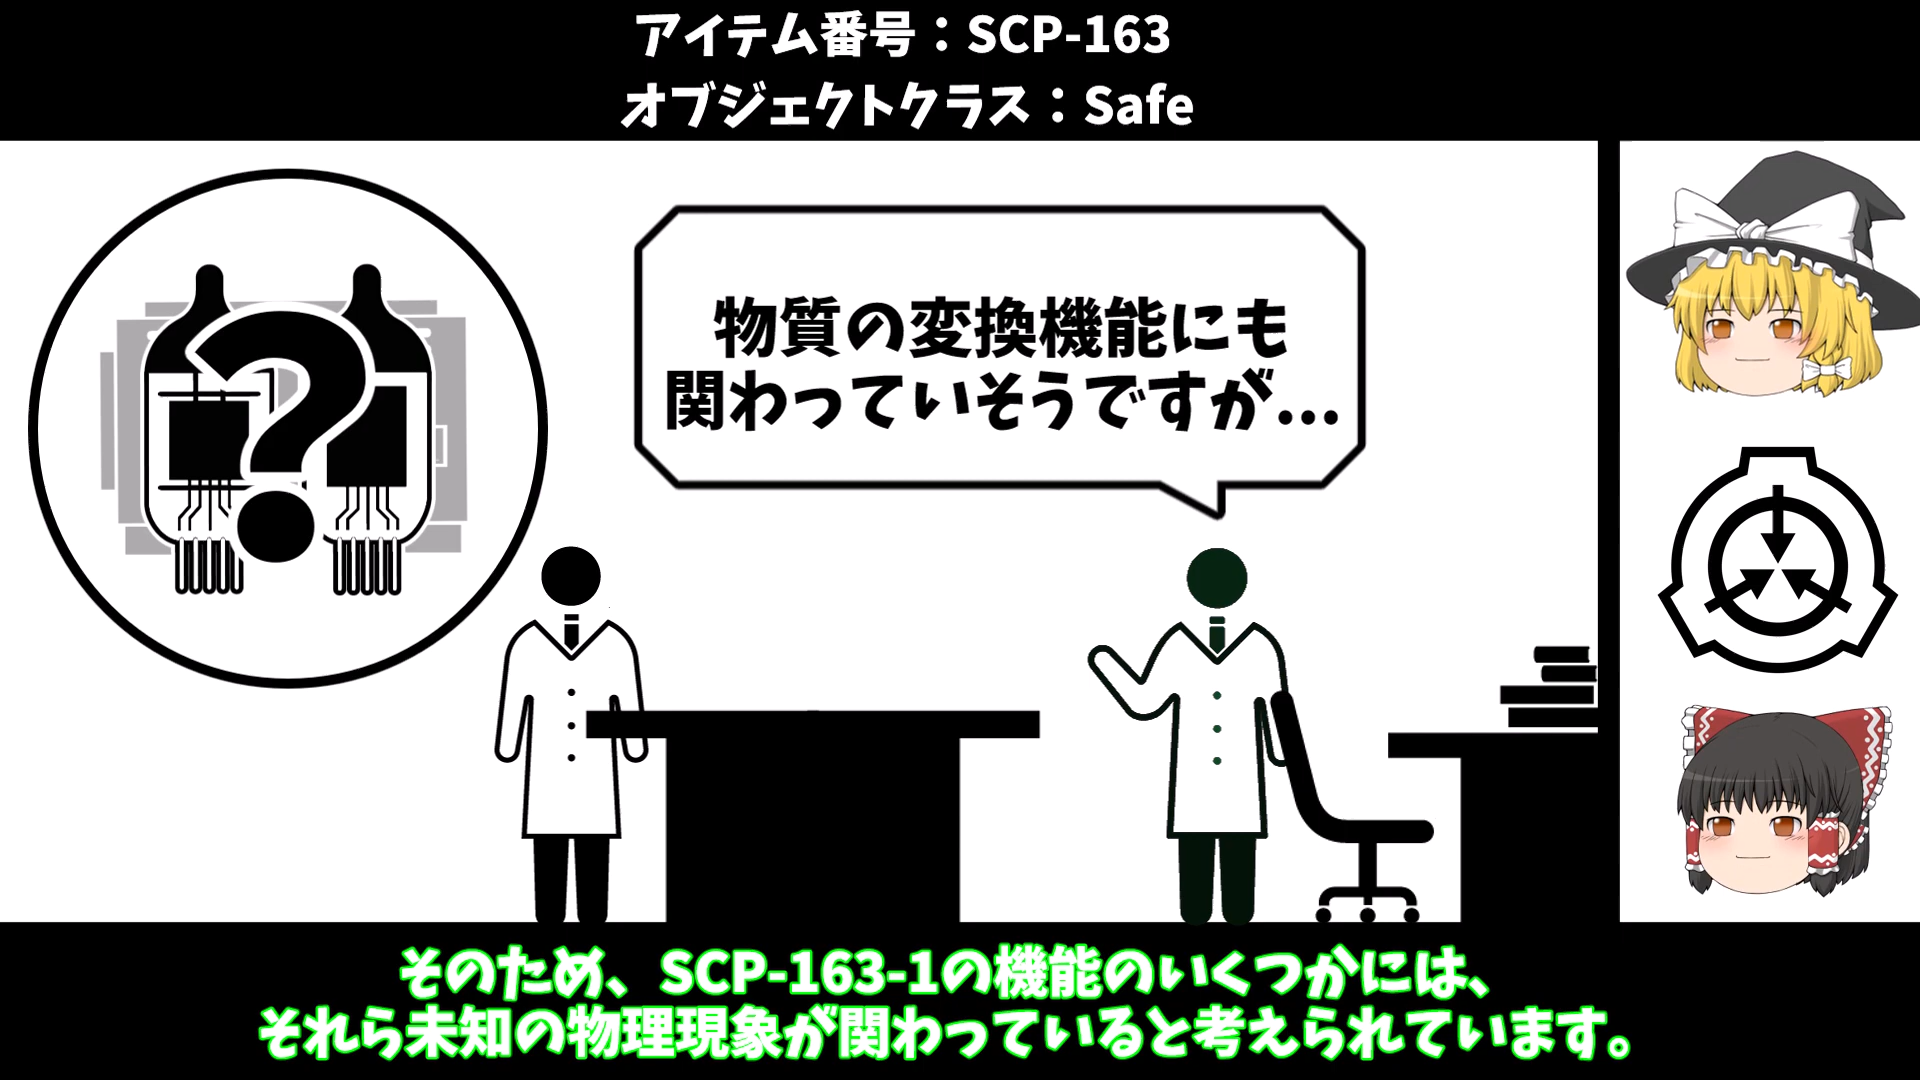 アイテム番号：SCP-163
オブジェクトクラス：Safe
物質の変換機能にも
関わっていそうですが...
そのため、SCP-163-1の機能のいくつかには、
それら未知の物理現象が関わっていると考えられています。